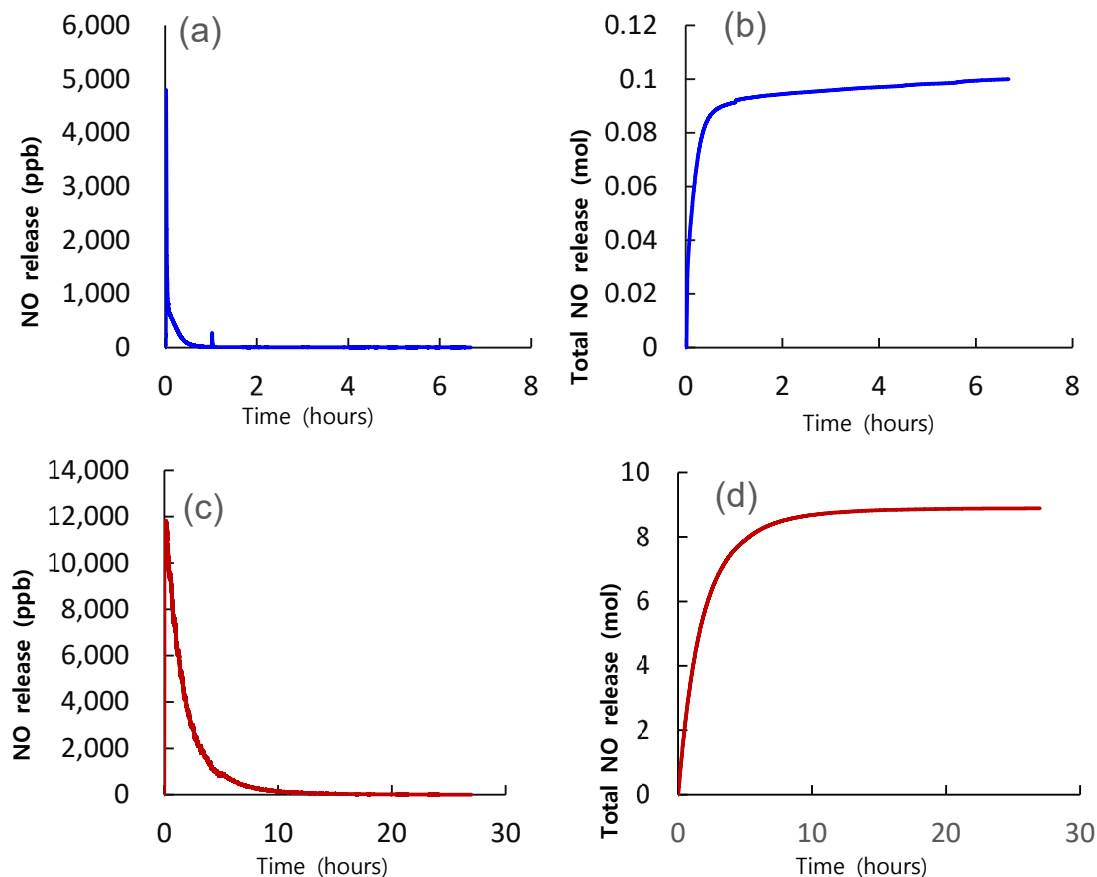 (a)
6,000
5,000
4,000
3,000
2,000
1,000
0
NO release (ppb)
0 2 4 6 8
Time (hours)
(b)
0.12
0.1
0.08
0.06
0.04
0.02
0
Total NO release (mol)
0 2 4 6 8
Time (hours)
(c)
14,000
12,000
10,000
8,000
6,000
4,000
2,000
0
NO release (ppb)
0 10 20 30
Time (hours)
(d)
10
8
6
4
2
0
Total NO release (mol)
0 10 20 30
Time (hours)